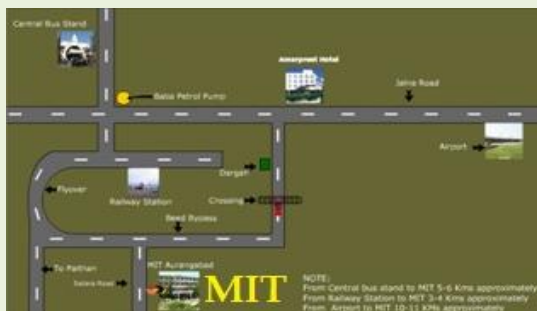 Central Bus Stand
Amarpreet Hotel
Baba Petrol Pump
Jalna Road
Airport
Dargah
Flyover
Railway Station
Crossing
Beed Bypass
To Paithan
MIT Aurangabad
Satara Road
MIT
NOTE:
From Central bus stand to MIT 5-6 Kms approximately
From Railway Station to MIT 3-4 Kms approximately
From Airport to MIT 10-11 KMs approximately